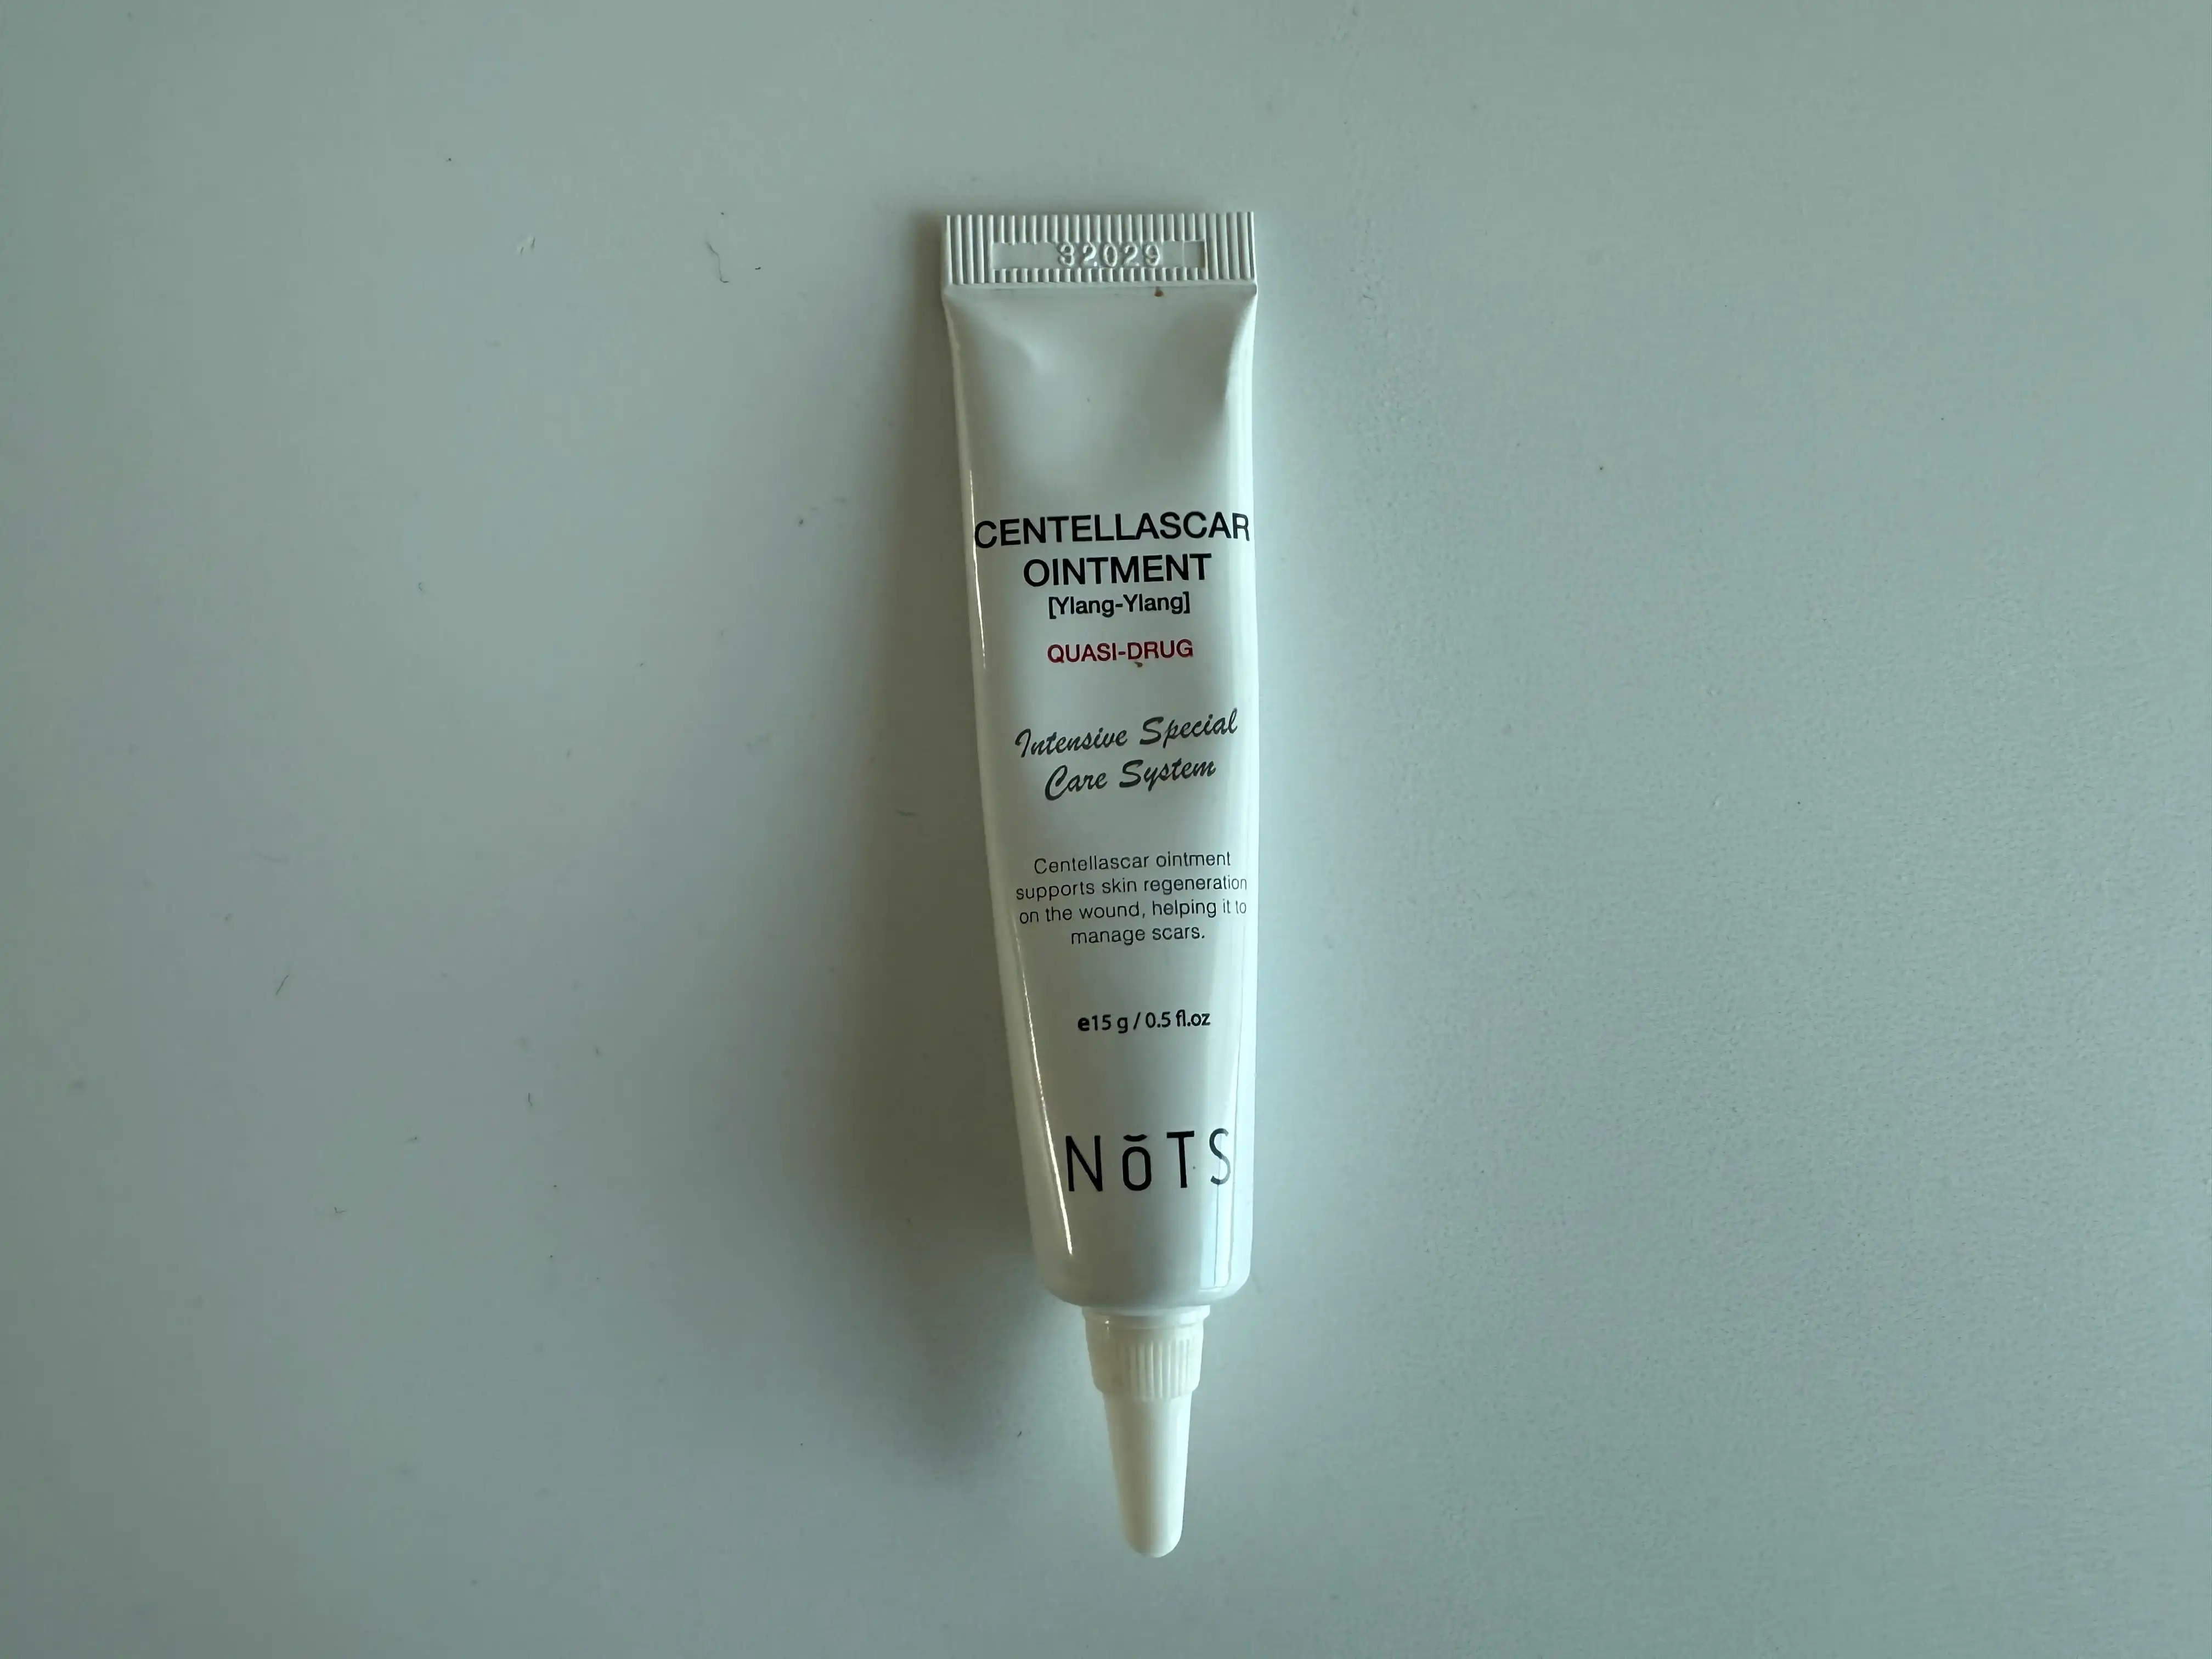 32029
CENTELLASCAR
OINTMENT
[Ylang-Ylang]
QUASI-DRUG
Intensive Special
Care System
Centellascar ointment
supports skin regeneration
on the wound, helping it to
manage scars.
℮15 g / 0.5 fl.oz
NŏTS